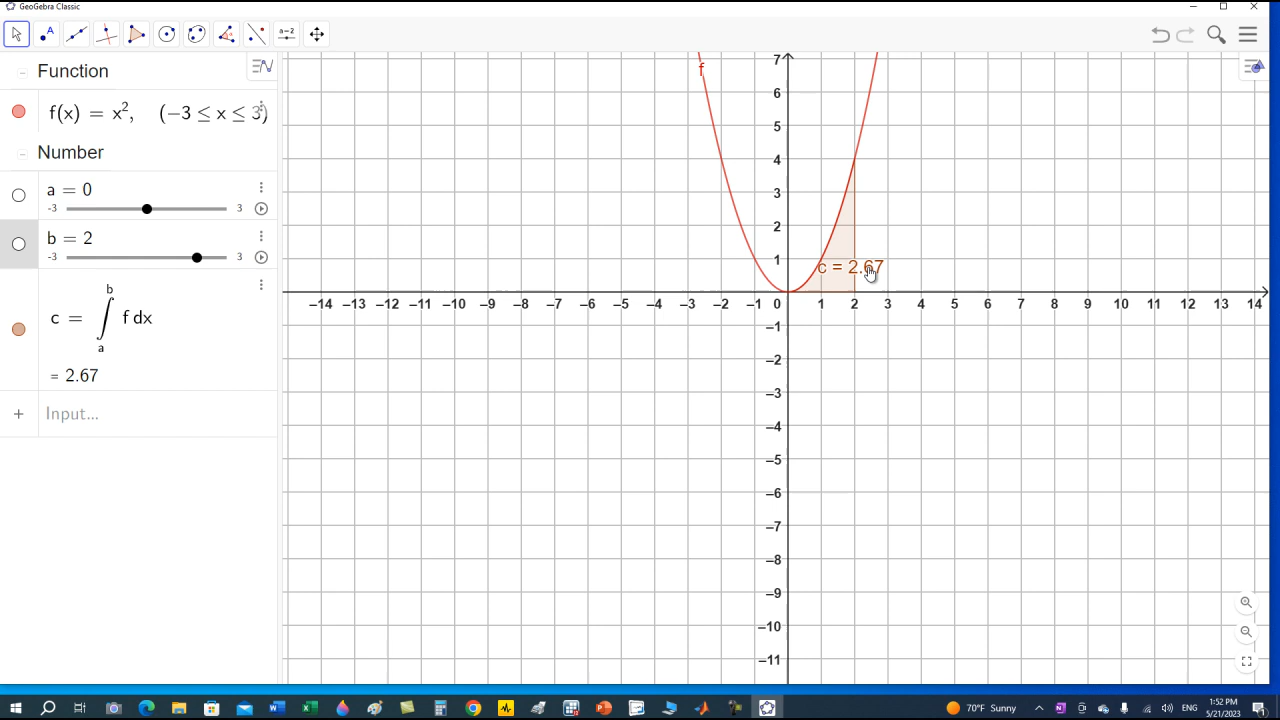 GeoGebra Classic
Function
f(x) = x², (−3 ≤ x ≤ 3)
Number
a = 0
-3 3
b = 2
-3 3
c = ∫ₐᵇ f dx
= 2.67
+ Input...
a=2
f
c = 2.67
7
6
5
4
3
2
1
−14 −13 −12 −11 −10 −9 −8 −7 −6 −5 −4 −3 −2 −1 0 1 2 3 4 5 6 7 8 9 10 11 12 13 14
−1
−2
−3
−4
−5
−6
−7
−8
−9
−10
−11
70°F Sunny
ENG
1:52 PM
5/21/2023